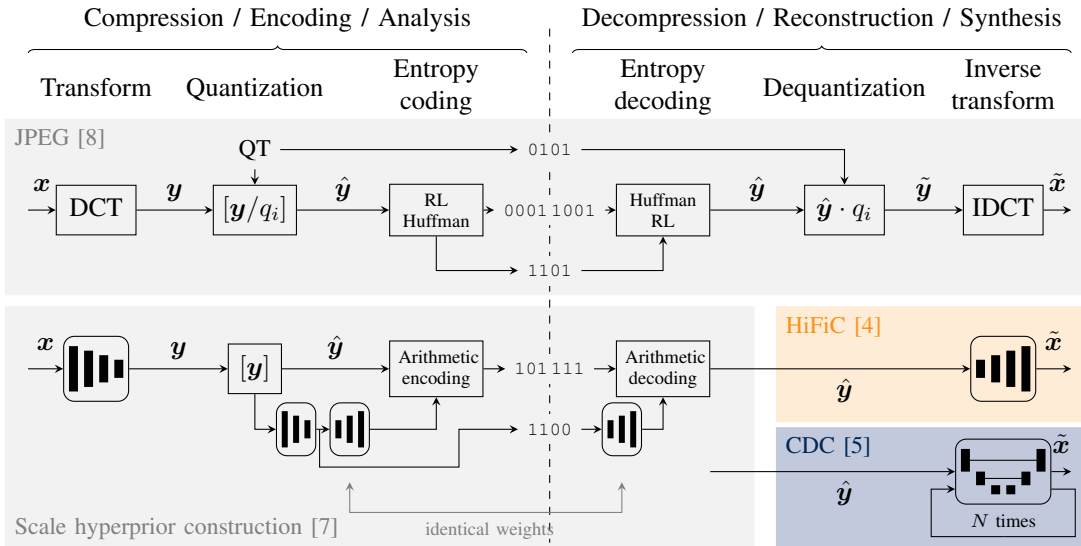 Compression / Encoding / Analysis
Decompression / Reconstruction / Synthesis
Transform
Quantization
Entropy
coding
Entropy
decoding
Dequantization
Inverse
transform
JPEG [8]
QT
0101
x
DCT
y
[y/qᵢ]
ŷ
RL
Huffman
0001 1001
Huffman
RL
ŷ
ŷ · qᵢ
ỹ
IDCT
x̃
1101
HiFiC [4]
x
y
[y]
ŷ
Arithmetic
encoding
101 111
Arithmetic
decoding
ŷ
x̃
1100
CDC [5]
ŷ
x̃
N times
Scale hyperprior construction [7]
identical weights